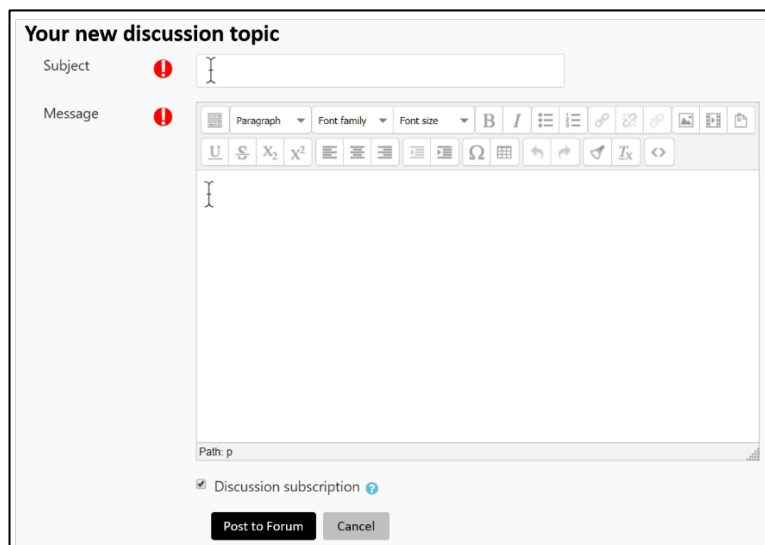 Your new discussion topic
Subject
Message
Paragraph Font family Font size B I
U S X₂ X² Ω Tx <>
Path: p
Discussion subscription ?
Post to Forum Cancel